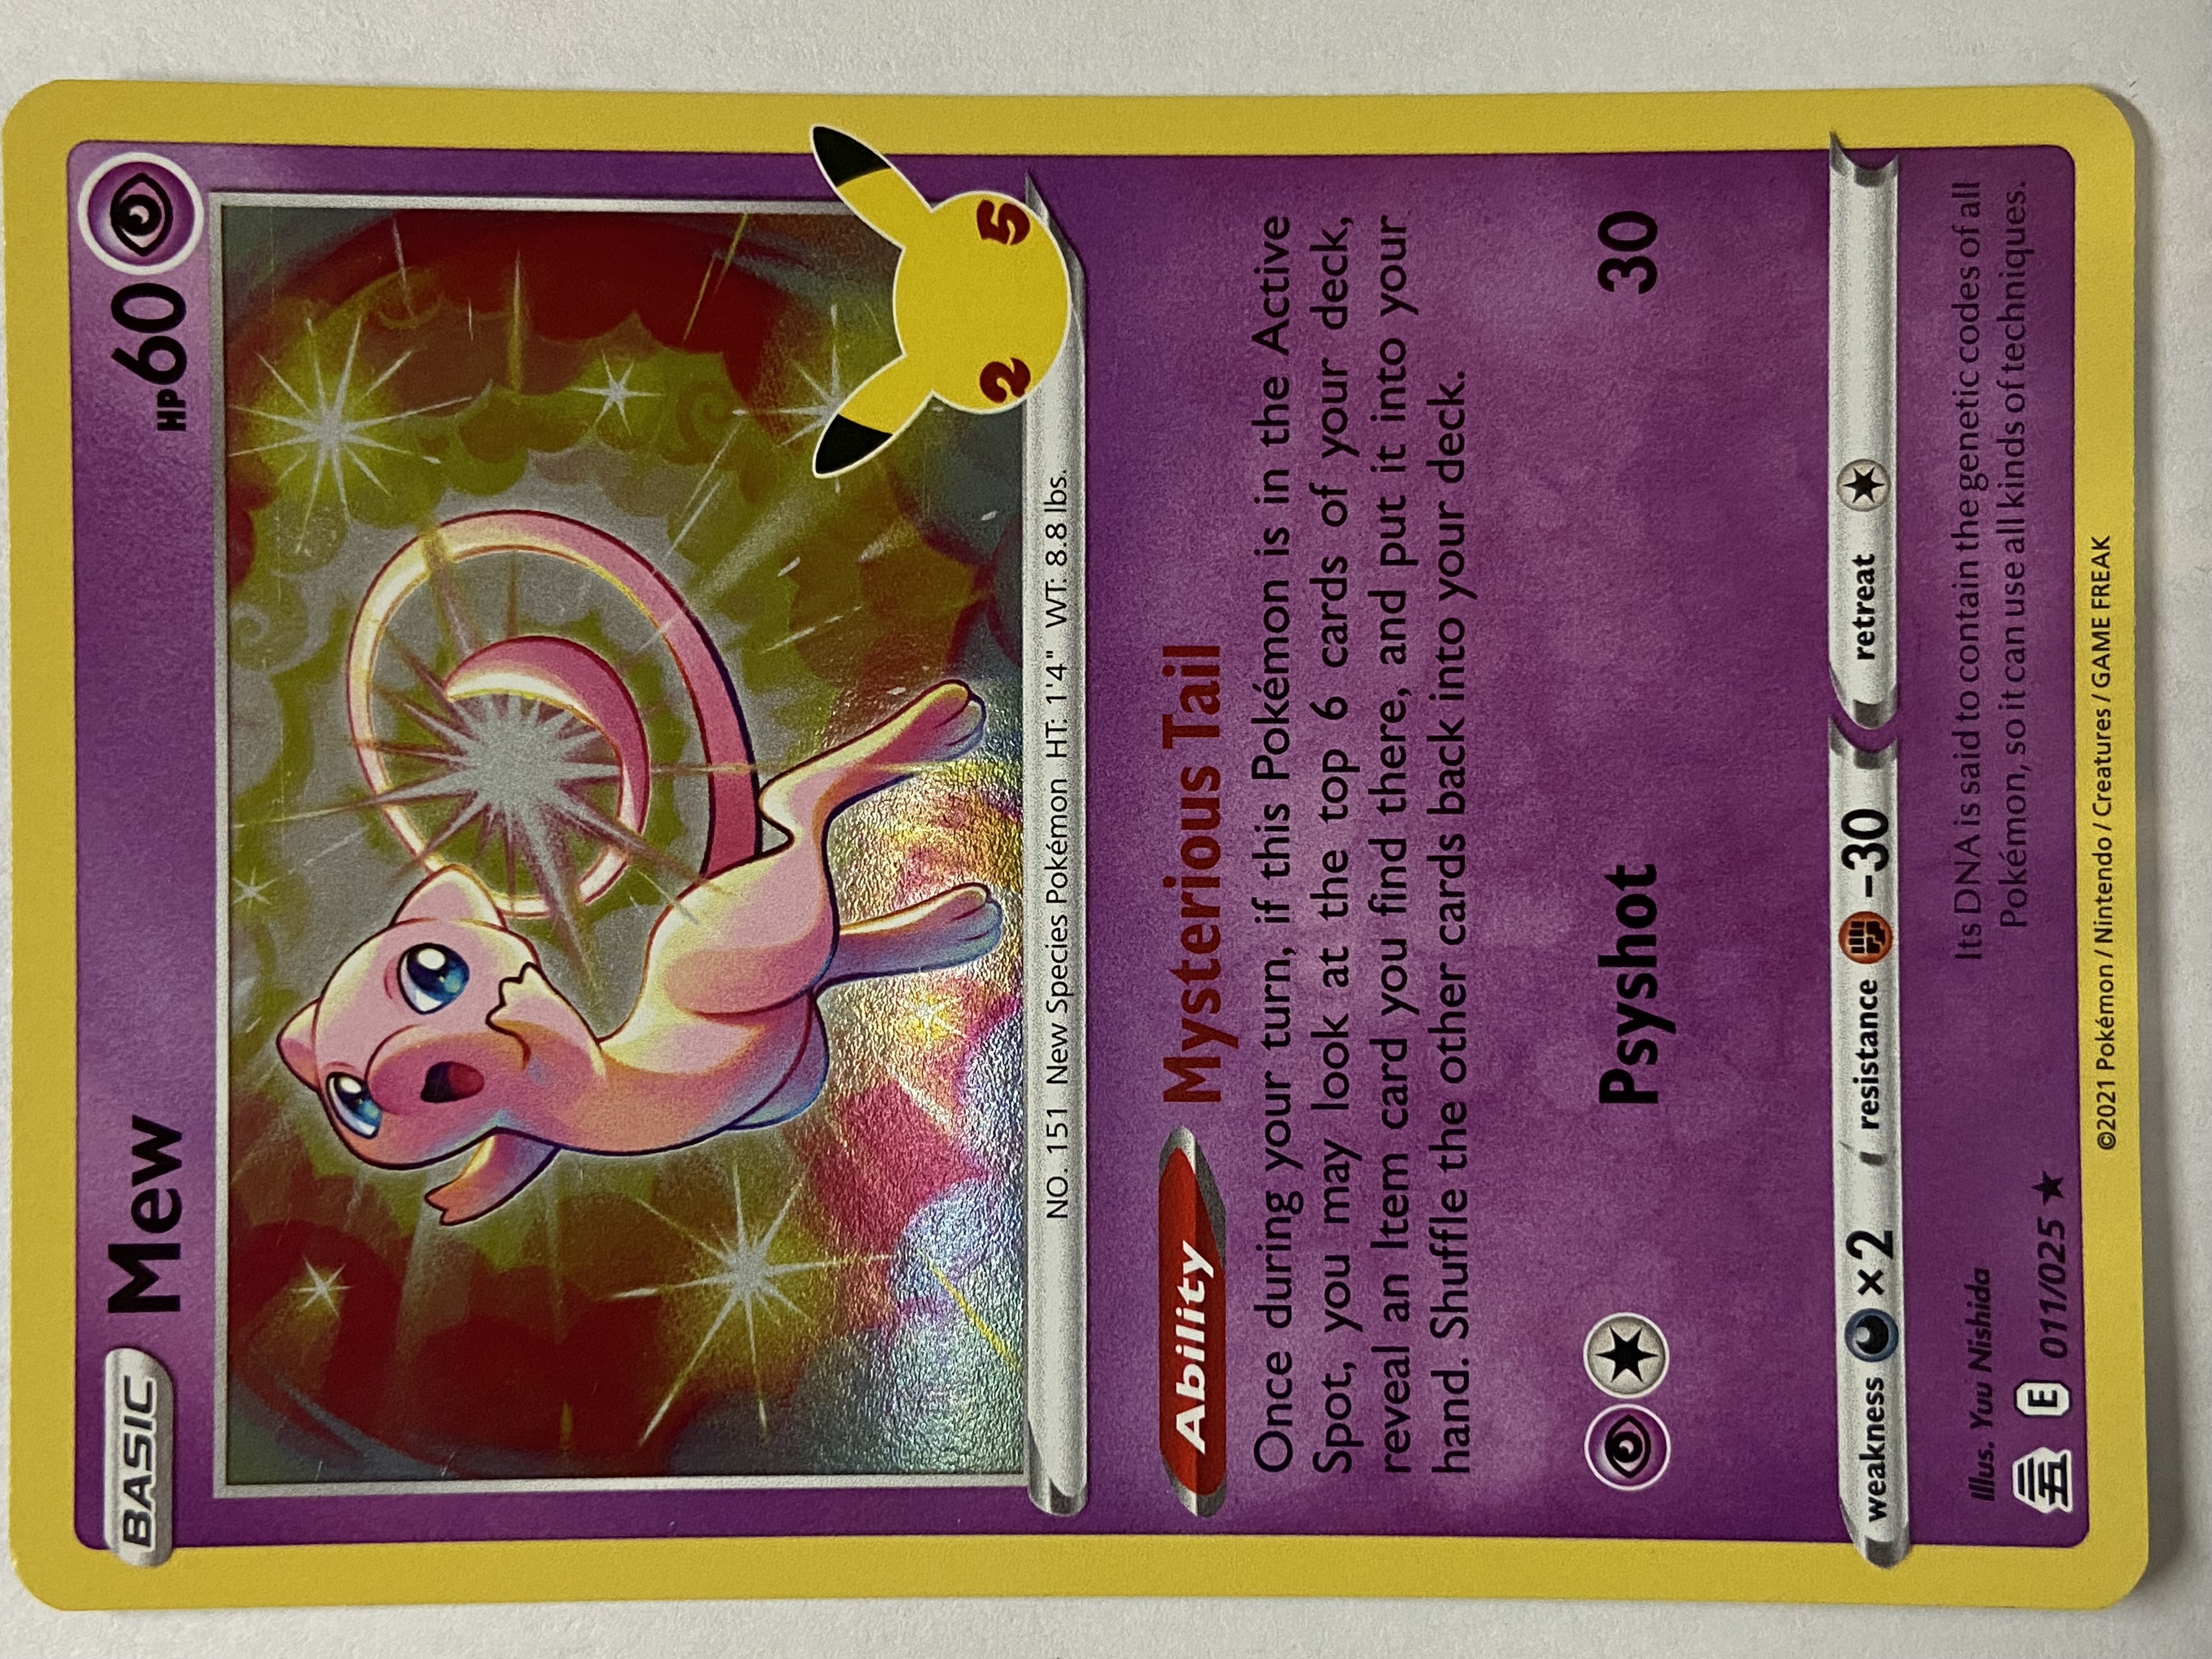 BASIC Mew HP 60
25
NO. 151 New Species Pokémon HT: 1'4" WT: 8.8 lbs.
Ability Mysterious Tail
Once during your turn, if this Pokémon is in the Active
Spot, you may look at the top 6 cards of your deck,
reveal an Item card you find there, and put it into your
hand. Shuffle the other cards back into your deck.
Psyshot 30
weakness ×2 resistance -30 retreat
Illus. Yuu Nishida
Its DNA is said to contain the genetic codes of all
Pokémon, so it can use all kinds of techniques.
E 011/025 ★
©2021 Pokémon / Nintendo / Creatures / GAME FREAK